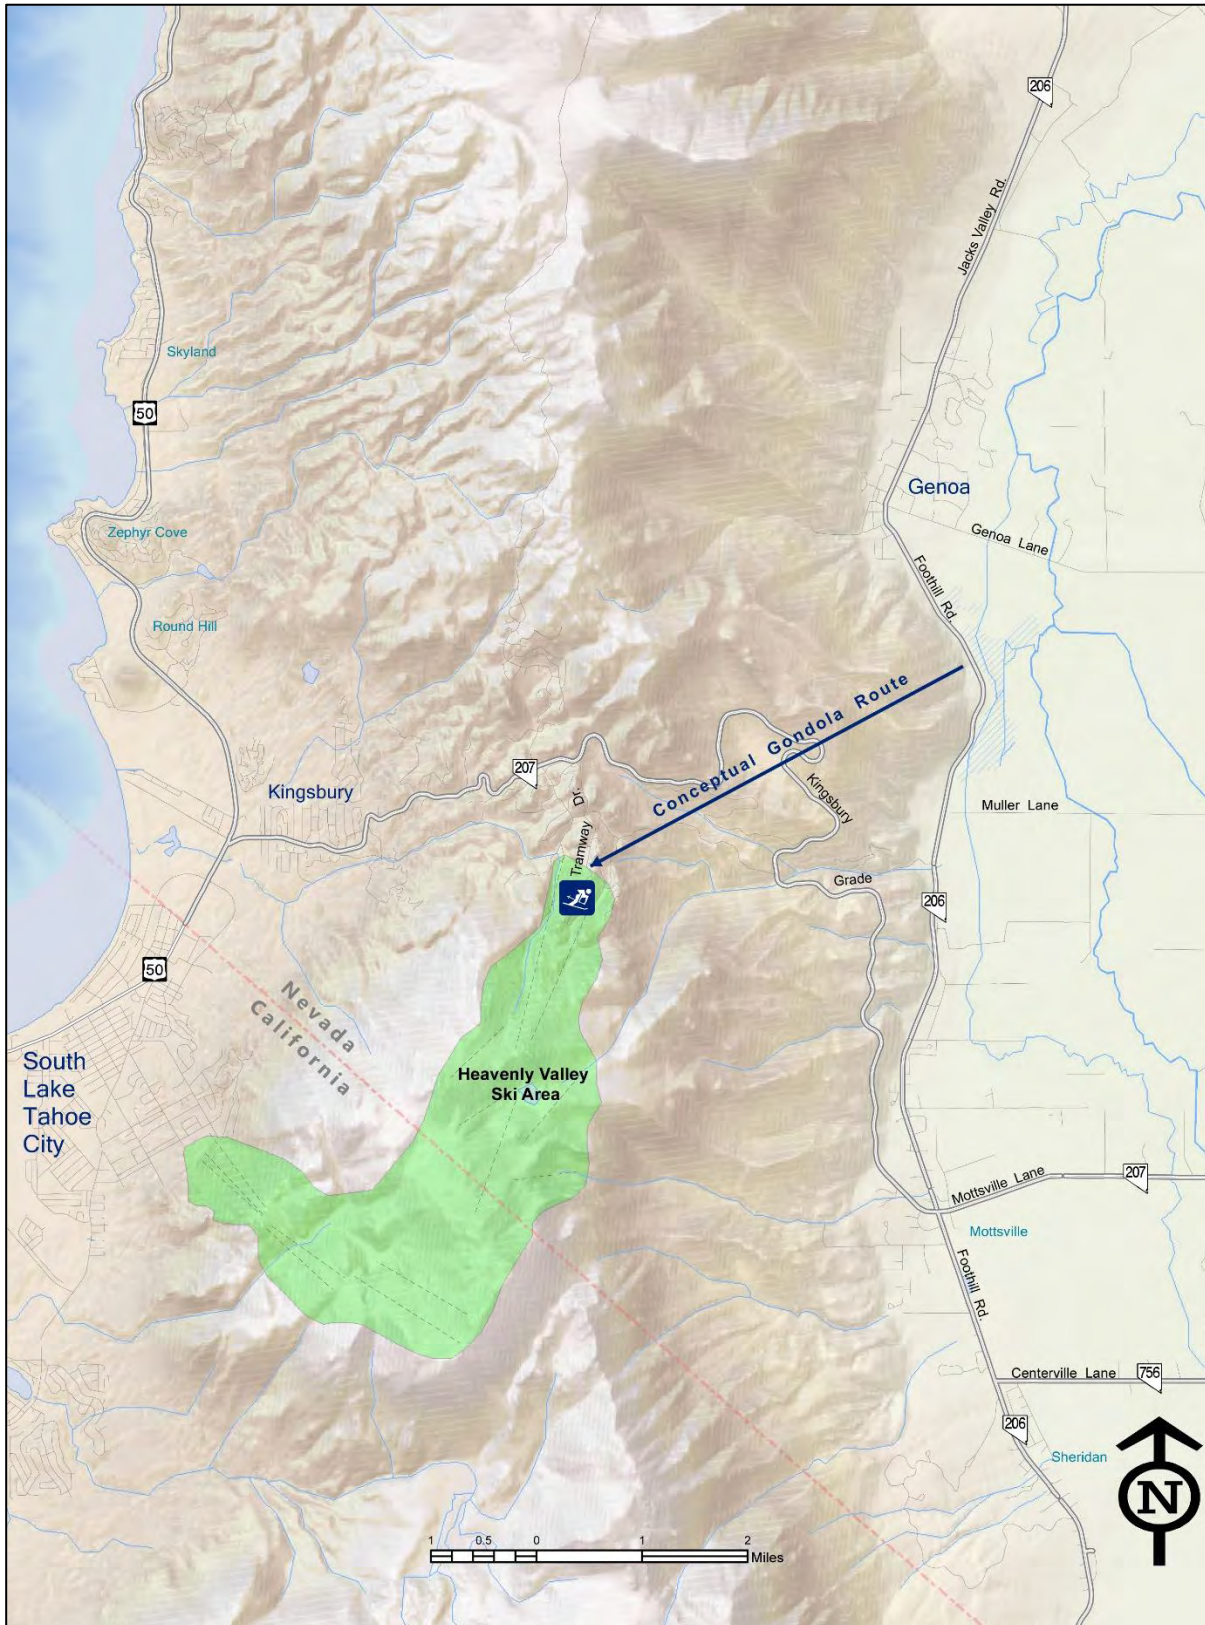 206
Jacks Valley Rd.
Skyland
50
Genoa
Zephyr Cove
Genoa Lane
Foothill Rd.
Round Hill
Conceptual Gondola Route
207
Kingsbury
Dr.
Tramway
Kingsbury
Muller Lane
Grade
206
50
Nevada
California
South
Lake
Tahoe
City
Heavenly Valley
Ski Area
Mottsville Lane
207
Mottsville
Foothill Rd.
Centerville Lane
756
206
Sheridan
N
1 0.5 0 1 2
Miles